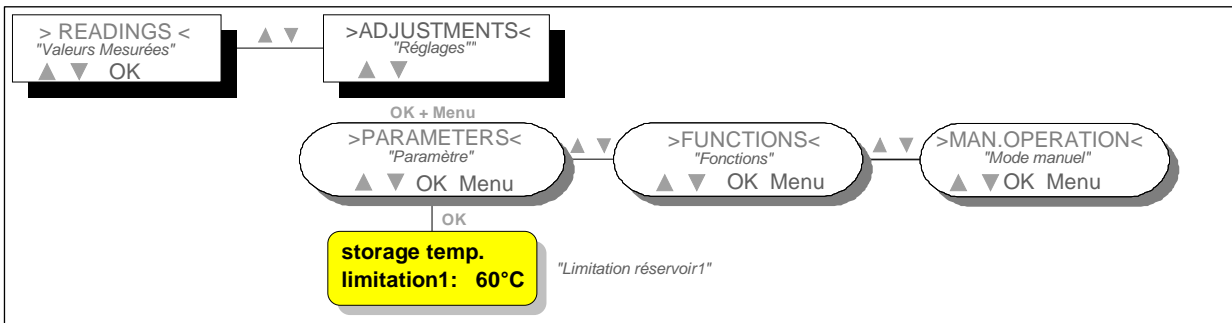 > READINGS <
"Valeurs Mesurées"
▲ ▼ OK
▲ ▼
>ADJUSTMENTS<
"Réglages""
▲ ▼
OK + Menu
>PARAMETERS<
"Paramètre"
▲ ▼ OK Menu
▲ ▼
>FUNCTIONS<
"Fonctions"
▲ ▼ OK Menu
▲ ▼
>MAN.OPERATION<
"Mode manuel"
▲ ▼ OK Menu
OK
storage temp.
limitation1: 60°C
"Limitation réservoir1"